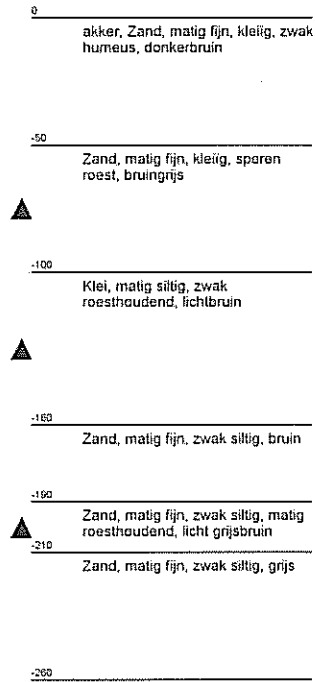 0
akker, Zand, matig fijn, kleiïg, zwak
humeus, donkerbruin
-50
Zand, matig fijn, kleiïg, sporen
roest, bruingrijs
-100
Klei, matig siltig, zwak
roesthoudend, lichtbruin
-160
Zand, matig fijn, zwak siltig, bruin
-190
Zand, matig fijn, zwak siltig, matig
roesthoudend, licht grijsbruin
-210
Zand, matig fijn, zwak siltig, grijs
-260